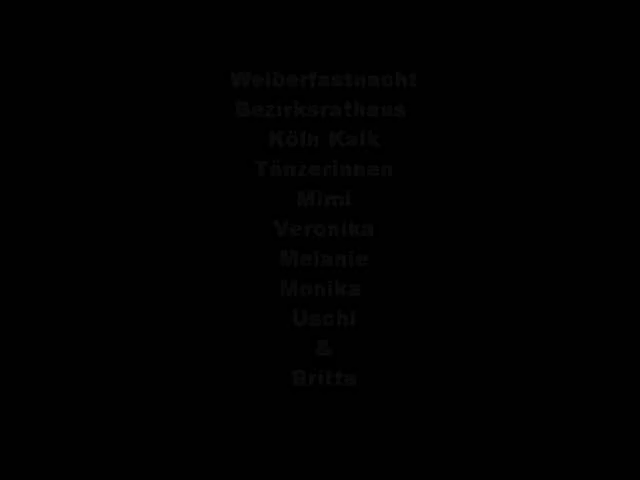 Weiberfastnacht
Bezirksrathaus
Köln Kalk
Tänzerinnen
Mimi
Veronika
Melanie
Monika
Uschi
&
Britta